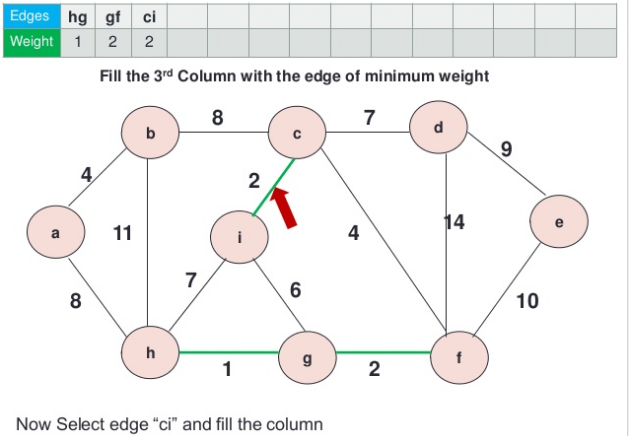 Edges hg gf ci
Weight 1 2 2
Fill the 3rd Column with the edge of minimum weight
8 7
b c d
9
4 2
11 4 14
a i e
7 6
8 10
h g f
1 2
Now Select edge “ci” and fill the column